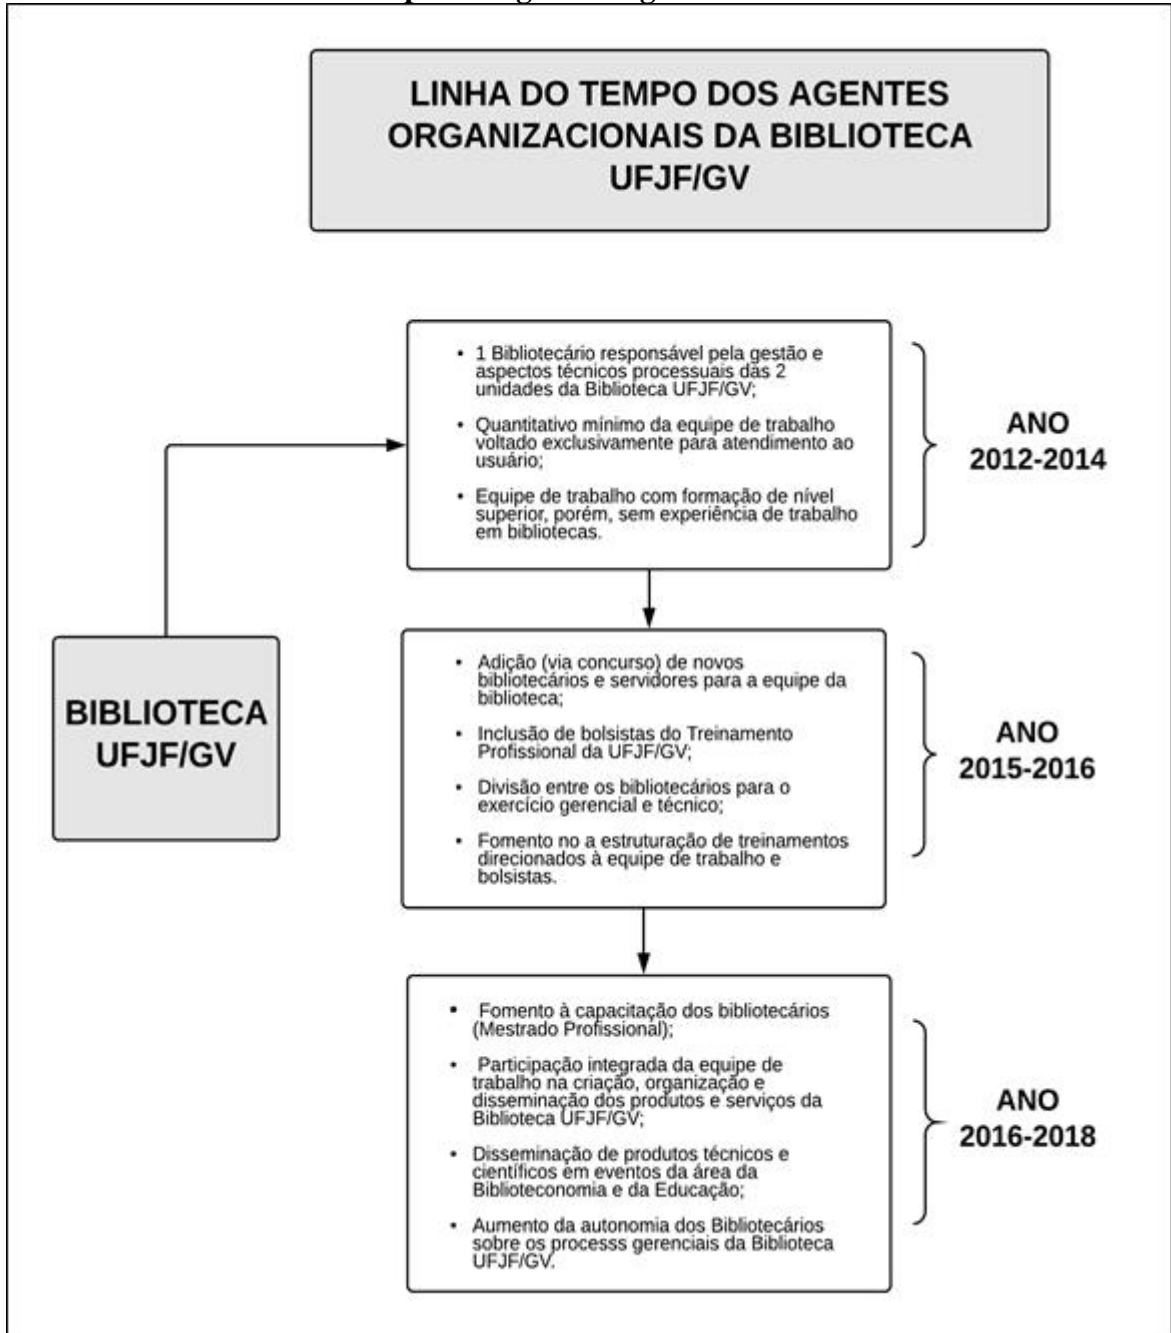 LINHA DO TEMPO DOS AGENTES
ORGANIZACIONAIS DA BIBLIOTECA
UFJF/GV
• 1 Bibliotecário responsável pela gestão e
aspectos técnicos processuais das 2
unidades da Biblioteca UFJF/GV;
• Quantitativo mínimo da equipe de trabalho
voltado exclusivamente para atendimento ao
usuário;
• Equipe de trabalho com formação de nível
superior, porém, sem experiência de trabalho
em bibliotecas.
ANO
2012-2014
BIBLIOTECA
UFJF/GV
• Adição (via concurso) de novos
bibliotecários e servidores para a equipe da
biblioteca;
• Inclusão de bolsistas do Treinamento
Profissional da UFJF/GV;
• Divisão entre os bibliotecários para o
exercício gerencial e técnico;
• Fomento no a estruturação de treinamentos
direcionados à equipe de trabalho e
bolsistas.
ANO
2015-2016
• Fomento à capacitação dos bibliotecários
(Mestrado Profissional);
• Participação integrada da equipe de
trabalho na criação, organização e
disseminação dos produtos e serviços da
Biblioteca UFJF/GV;
• Disseminação de produtos técnicos e
científicos em eventos da área da
Biblioteconomia e da Educação;
• Aumento da autonomia dos Bibliotecários
sobre os processs gerenciais da Biblioteca
UFJF/GV.
ANO
2016-2018